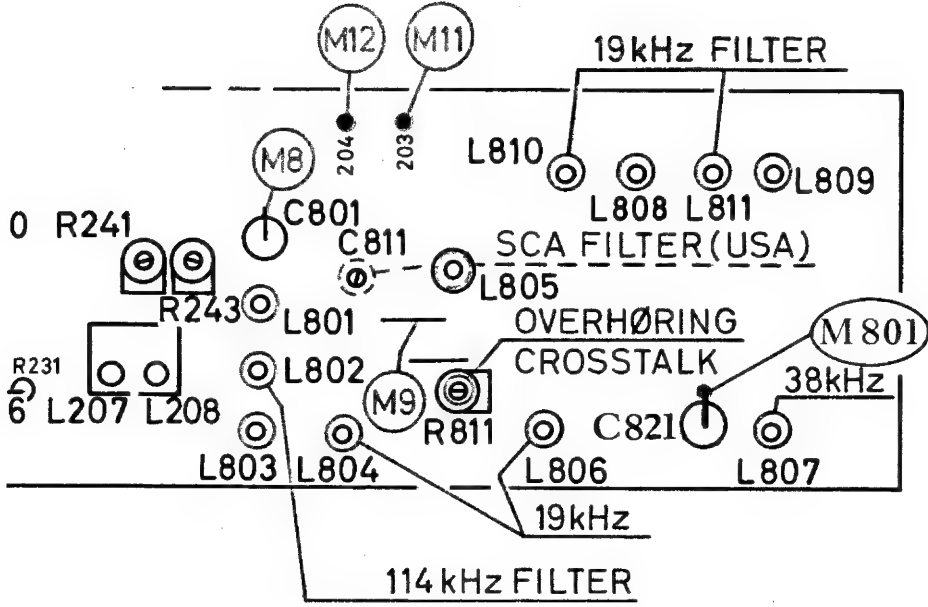 M12 M11
19kHz FILTER
204
203
M8
L810
L809
L808 L811
C801
0 R241
C811
SCA FILTER (USA)
L805
R243
L801
OVERHØRING
M801
CROSSTALK
R231
L802
38kHz
M9
6 L207 L208
R811
C821
L803 L804
L806
L807
19kHz
114kHz FILTER